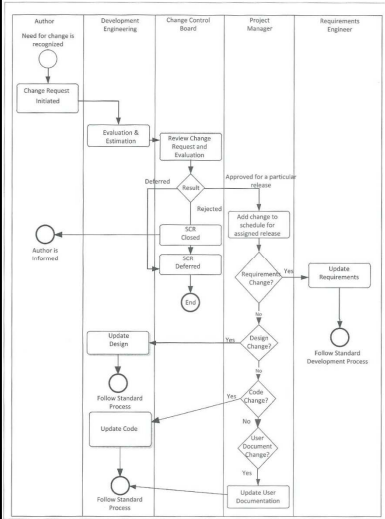 Author
Development
Engineering
Change Control
Board
Project
Manager
Requirements
Engineer
Need for change is
recognized
Change Request
Initiated
Evaluation &
Estimation
Review Change
Request and
Evaluation
Deferred
Result
Approved for a particular
release
Rejected
Add change to
schedule for
assigned release
SCR
Closed
Author is
Informed
SCR
Deferred
Requirements
Change?
Yes
Update
Requirements
End
No
Update
Design
Yes
Design
Change?
Follow Standard
Development Process
No
Follow Standard
Process
Yes
Code
Change?
Update Code
No
User
Document
Change?
Yes
Update User
Documentation
Follow Standard
Process